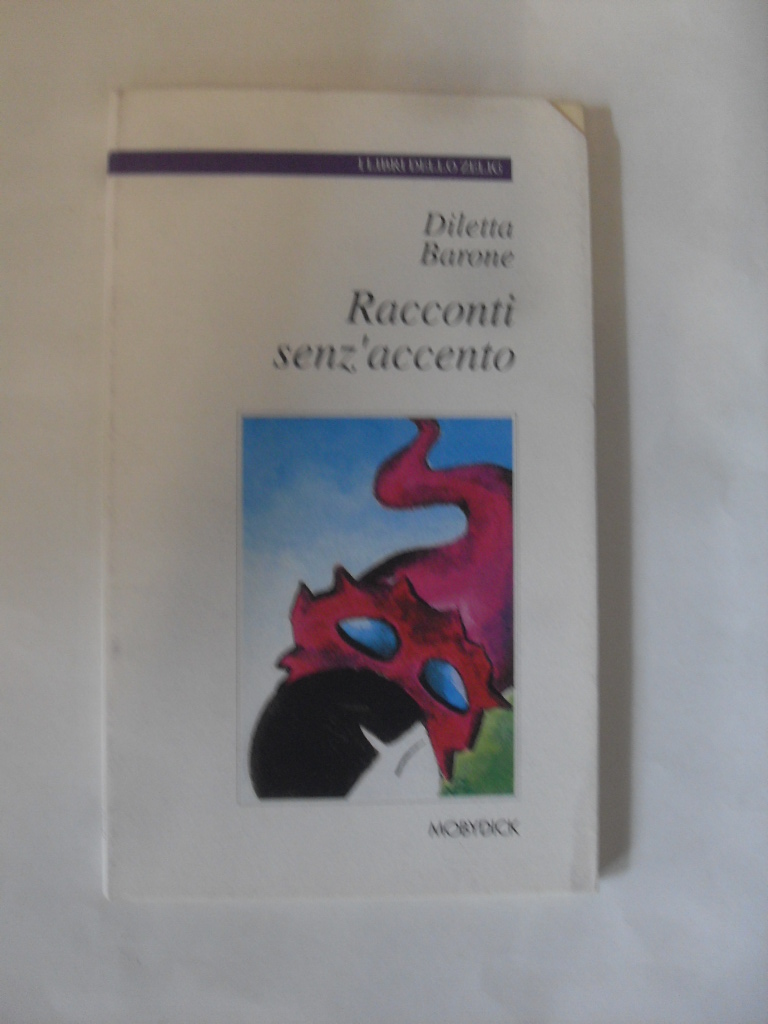 I LIBRI DELLO ZELIG
Diletta
Barone
Racconti
senz'accento
MOBYDICK